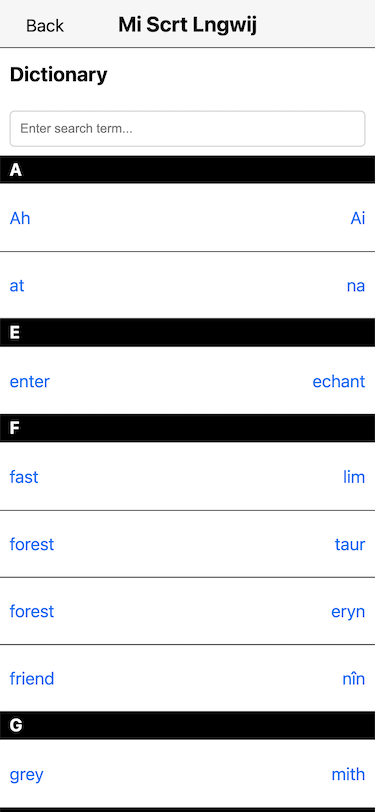 Back Mi Scrt Lngwij
Dictionary
Enter search term...
A
Ah Ai
at na
E
enter echant
F
fast lim
forest taur
forest eryn
friend nîn
G
grey mith